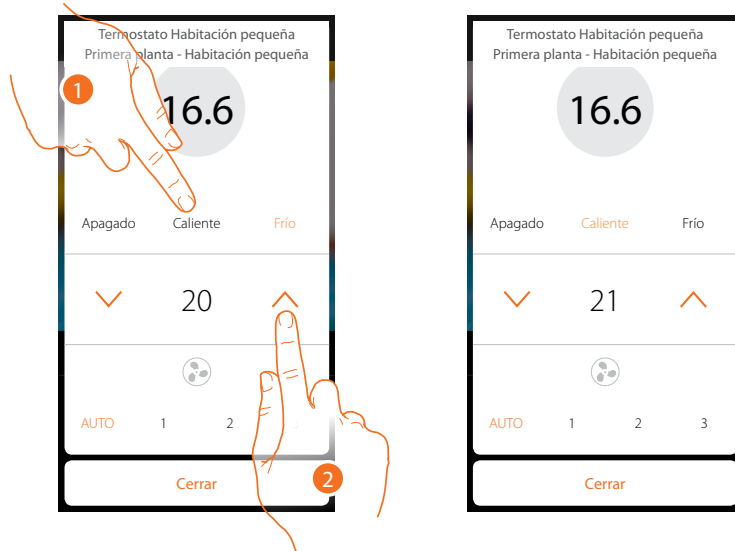 Termostato Habitación pequeña
Primera planta - Habitación pequeña
1
16.6
Apagado Caliente Frío
20
AUTO 1 2
2
Cerrar
Termostato Habitación pequeña
Primera planta - Habitación pequeña
16.6
Apagado Caliente Frío
21
AUTO 1 2 3
Cerrar